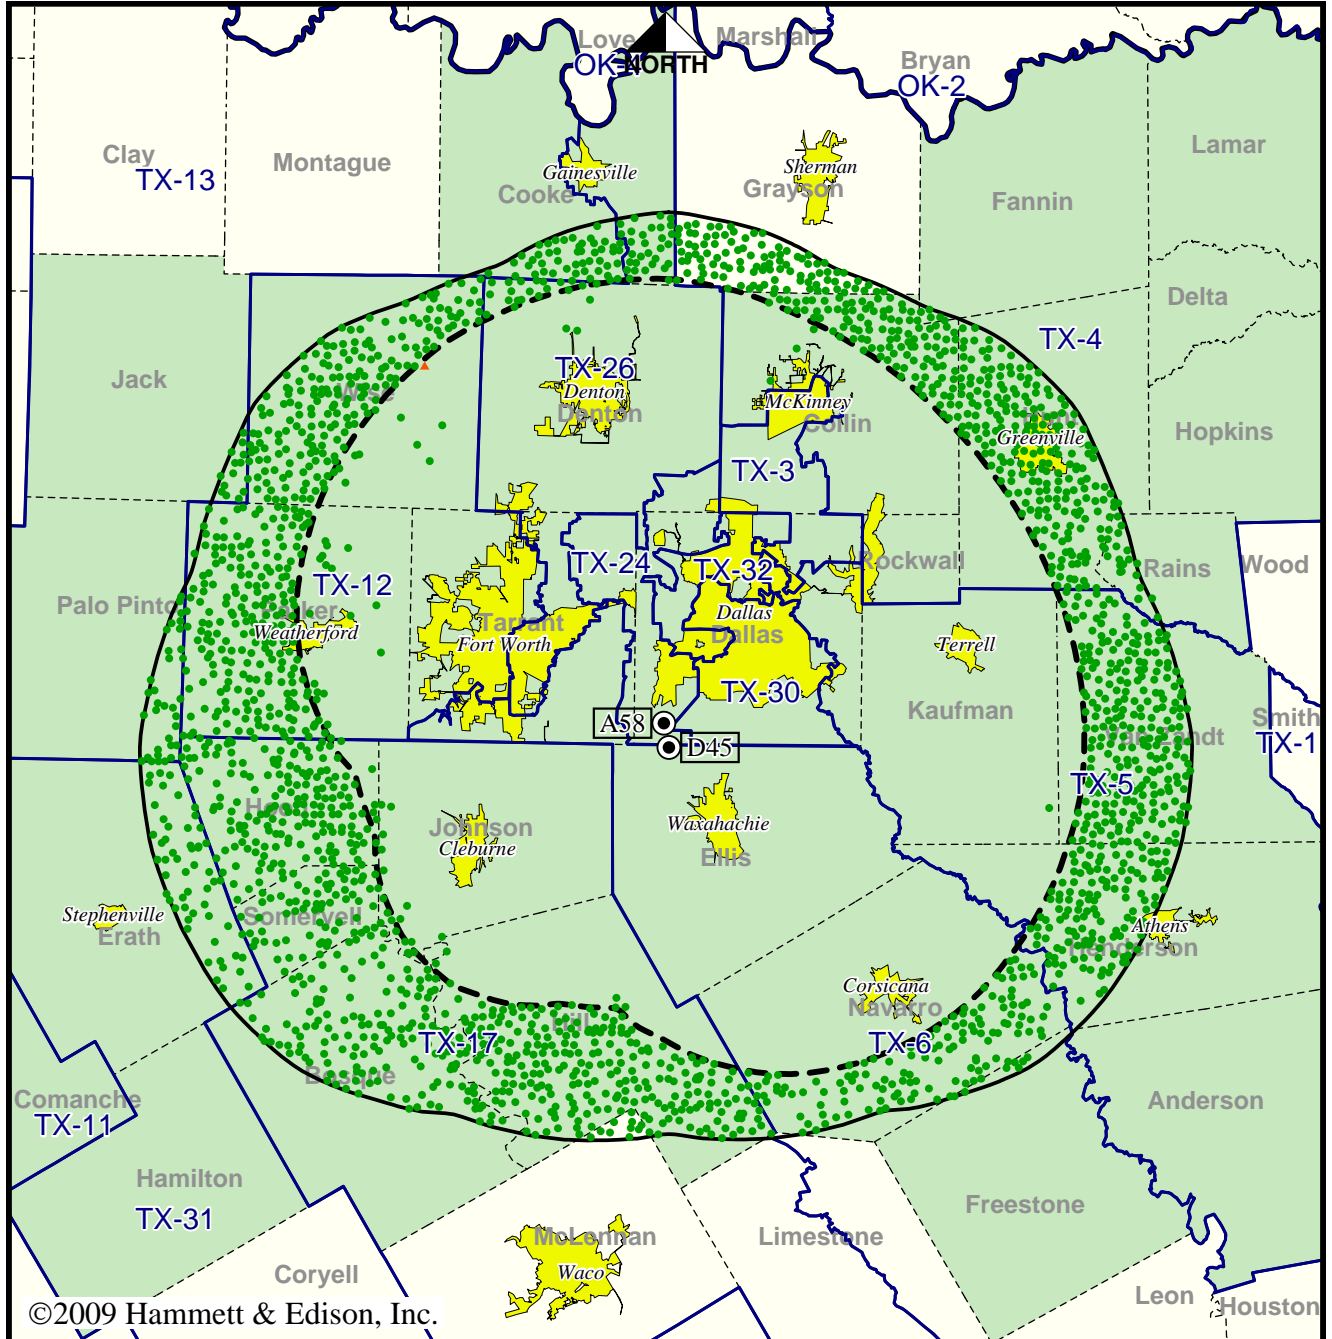 Love
Marshall
NORTH
Bryan
OK-2
Clay
TX-13
Montague
Gainesville
Cooke
Sherman
Grayson
Lamar
Fannin
Delta
TX-4
Jack
Wise
TX-26
Denton
Denton
McKinney
Collin
Greenville
Hopkins
TX-3
TX-24
TX-32
Rockwall
Rains
Wood
Palo Pinto
TX-12
Parker
Weatherford
Tarrant
Fort Worth
Dallas
Dallas
Terrell
TX-30
Kaufman
A58
D45
Smith
TX-1
Van Zandt
TX-5
Hood
Johnson
Cleburne
Waxahachie
Ellis
Stephenville
Erath
Somervell
Athens
Henderson
Corsicana
Navarro
TX-6
Hill
TX-17
Bosque
Comanche
TX-11
Anderson
Hamilton
TX-31
Freestone
McLennan
Waco
Limestone
Coryell
Leon
Houston
©2009 Hammett & Edison, Inc.